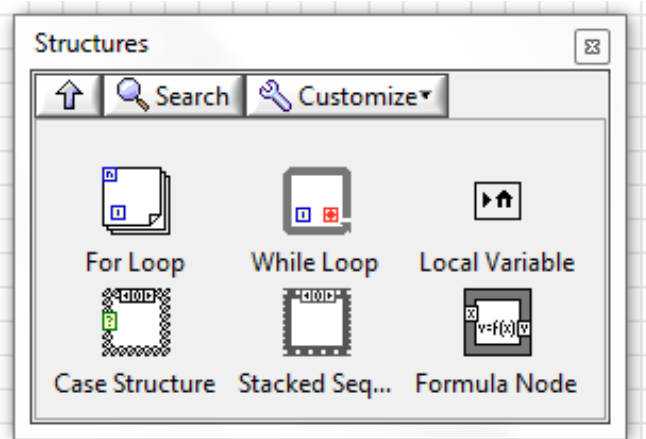 Structures
Search Customize
For Loop While Loop Local Variable
Case Structure Stacked Seq... Formula Node